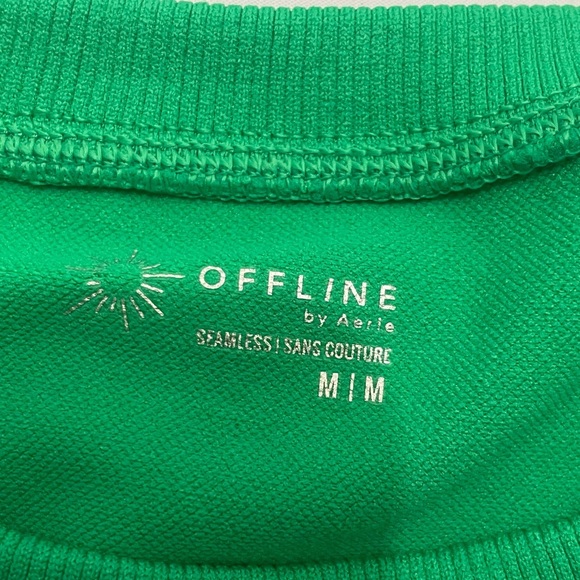 OFFLINE
by Aerie
SEAMLESS | SANS COUTURE
M | M